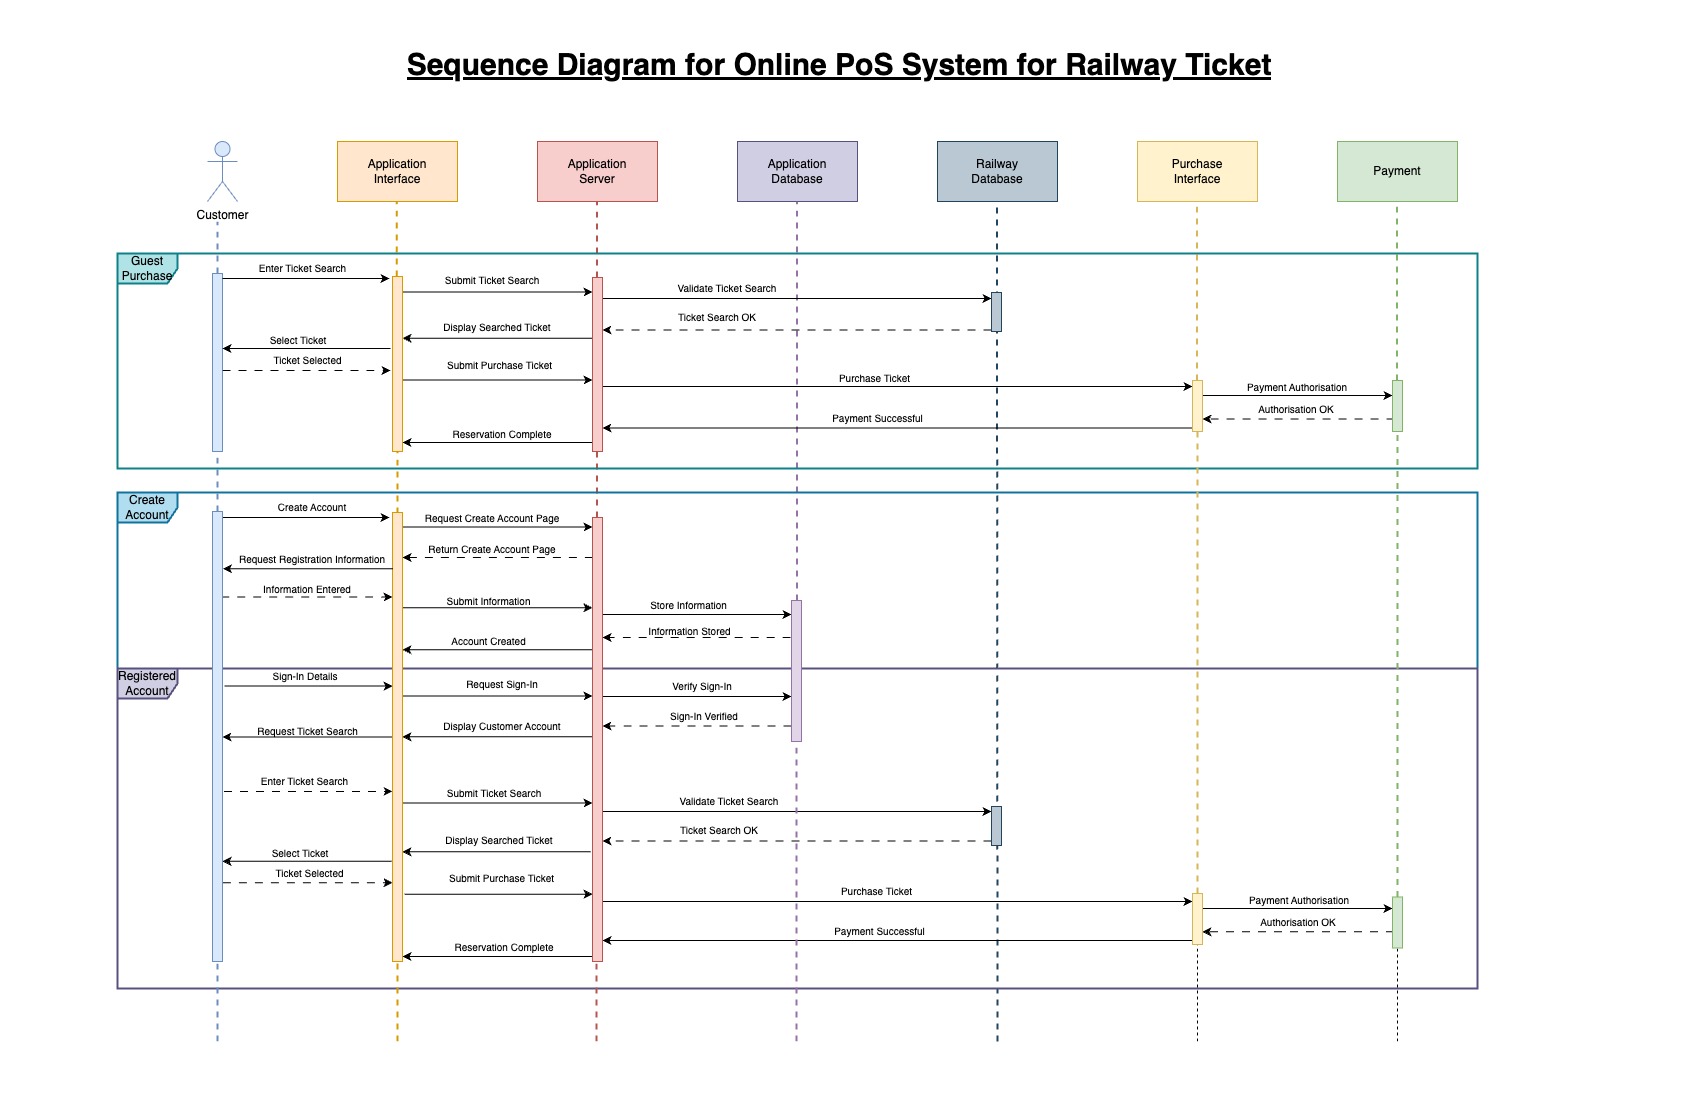 Sequence Diagram for Online PoS System for Railway Ticket
Customer
Application
Interface
Application
Server
Application
Database
Railway
Database
Purchase
Interface
Payment
Guest
Purchase
Enter Ticket Search
Submit Ticket Search
Validate Ticket Search
Ticket Search OK
Display Searched Ticket
Select Ticket
Ticket Selected
Submit Purchase Ticket
Purchase Ticket
Payment Authorisation
Authorisation OK
Payment Successful
Reservation Complete
Create
Account
Create Account
Request Create Account Page
Return Create Account Page
Request Registration Information
Information Entered
Submit Information
Store Information
Information Stored
Account Created
Registered
Account
Sign-In Details
Request Sign-In
Verify Sign-In
Sign-In Verified
Display Customer Account
Request Ticket Search
Enter Ticket Search
Submit Ticket Search
Validate Ticket Search
Ticket Search OK
Display Searched Ticket
Select Ticket
Ticket Selected
Submit Purchase Ticket
Purchase Ticket
Payment Authorisation
Authorisation OK
Payment Successful
Reservation Complete